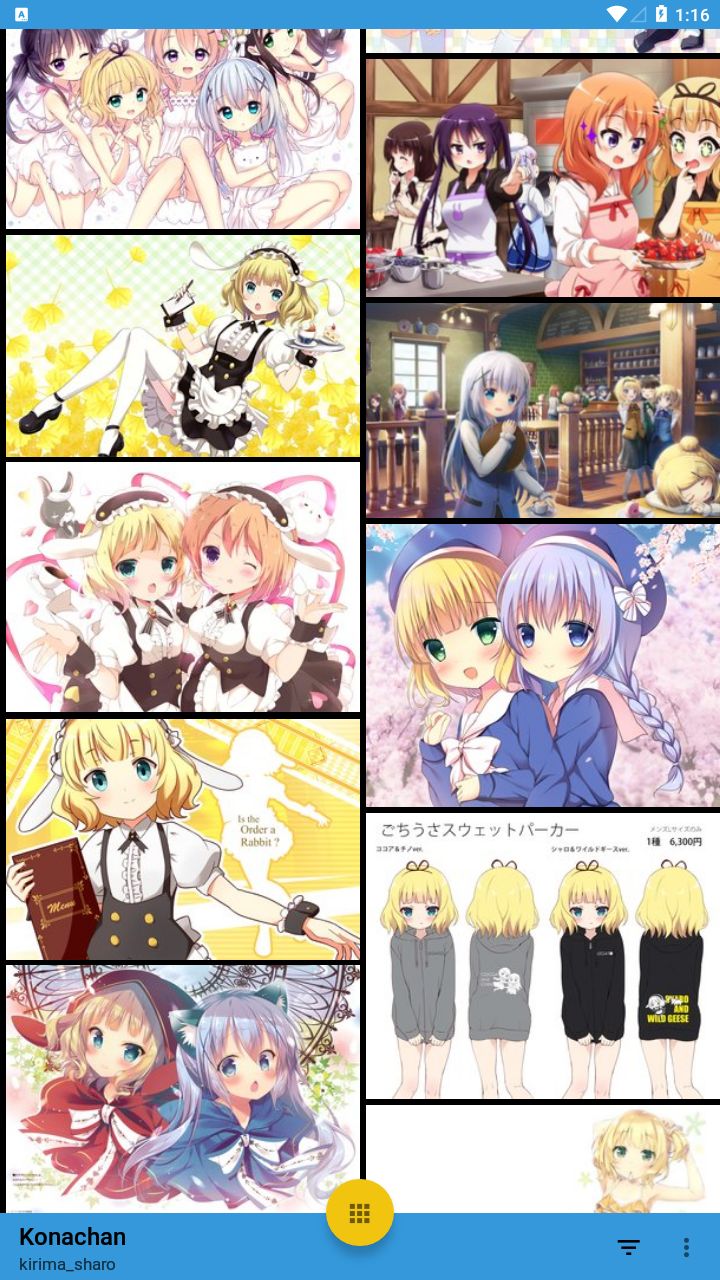 1:16
Is the
Order a
Rabbit ?
Menu
ごちうさスウェットパーカー
メンズLサイズのみ
1種 6,300円
ココア&チノver.
シャロ&ワイルドギースver.
AND
WILD GEESE
Konachan
kirima_sharo